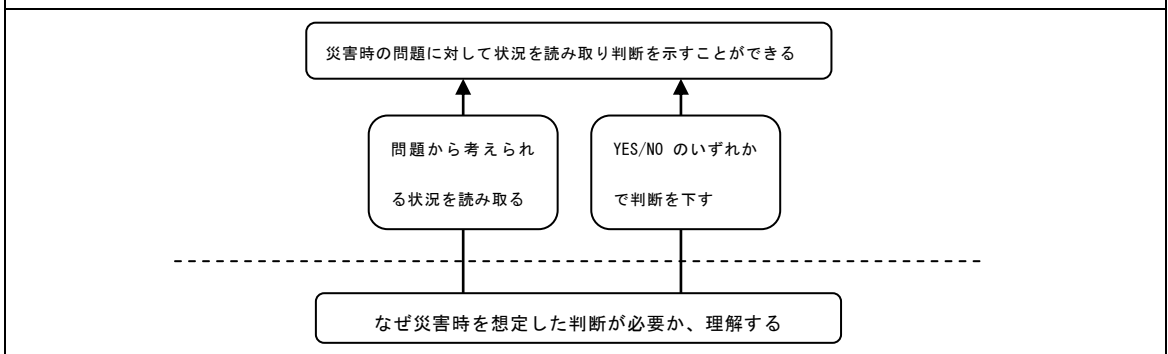 災害時の問題に対して状況を読み取り判断を示すことができる
問題から考えられ
る状況を読み取る
YES/NO のいずれか
で判断を下す
なぜ災害時を想定した判断が必要か、理解する